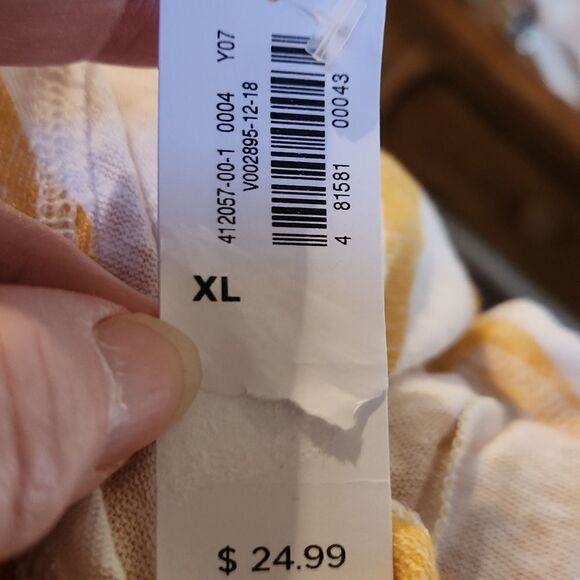 412057-00-1 0004 Y07
V002895-12-18
4 81581 00043
XL
$ 24.99